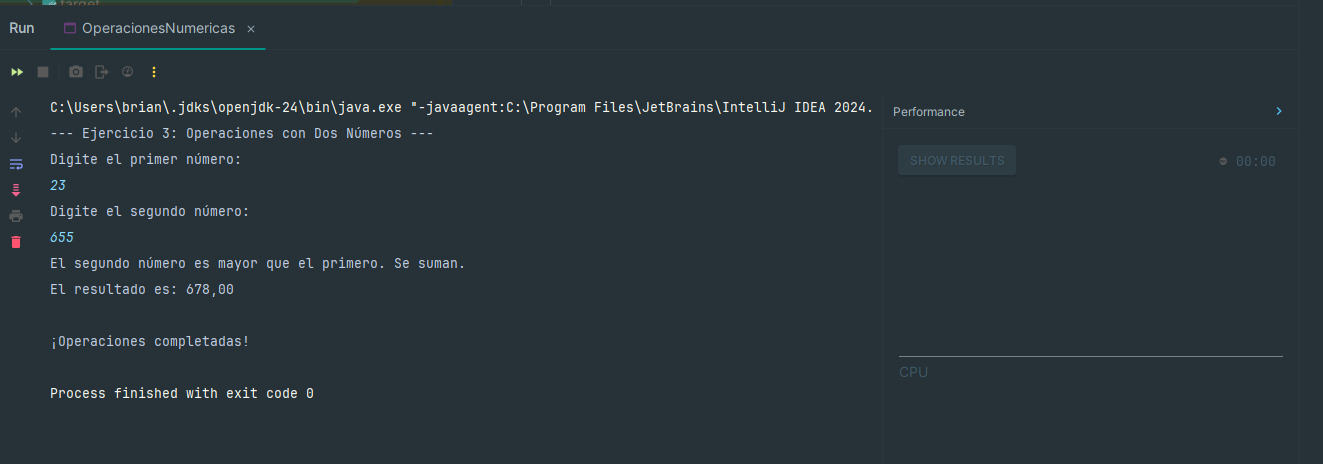 target
Run OperacionesNumericas
C:\Users\brian\.jdks\openjdk-24\bin\java.exe "-javaagent:C:\Program Files\JetBrains\IntelliJ IDEA 2024.
--- Ejercicio 3: Operaciones con Dos Números ---
Digite el primer número:
23
Digite el segundo número:
655
El segundo número es mayor que el primero. Se suman.
El resultado es: 678,00
¡Operaciones completadas!
Process finished with exit code 0
Performance
SHOW RESULTS 00:00
CPU